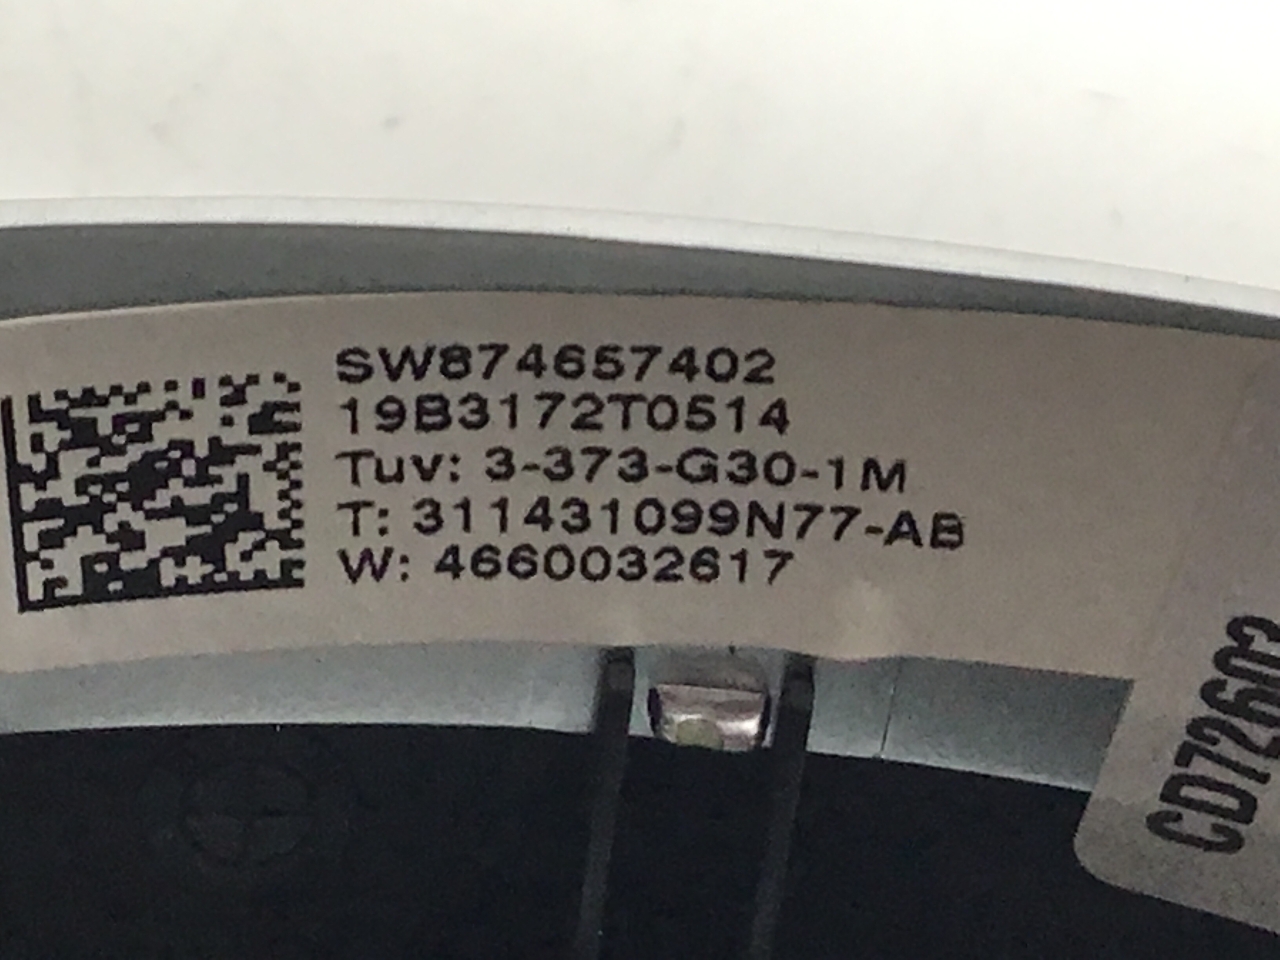 SW874657402
19B3172T0514
Tuv: 3-373-G30-1M
T: 311431099N77-AB
W: 4660032617
CD72603